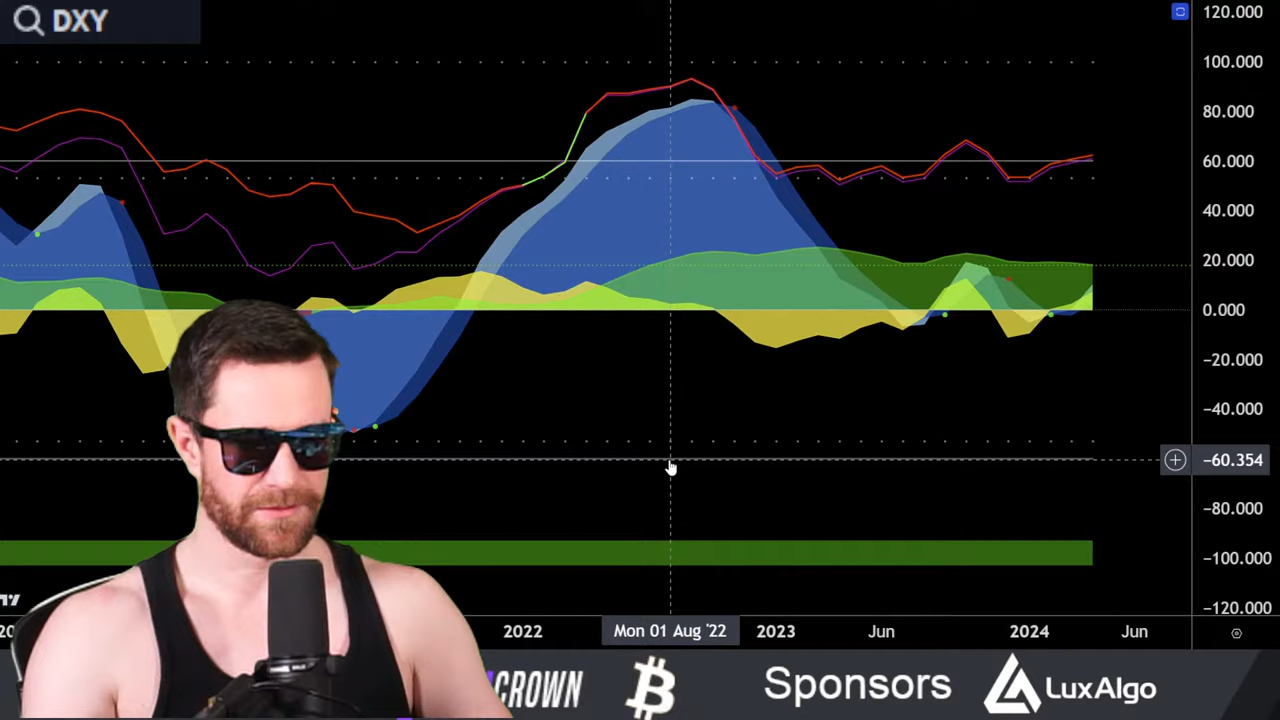 DXY
120.000
100.000
80.000
60.000
40.000
20.000
0.000
−20.000
−40.000
−60.354
−80.000
−100.000
−120.000
2022
Mon 01 Aug '22
2023
Jun
2024
Jun
CROWN
Sponsors
LuxAlgo